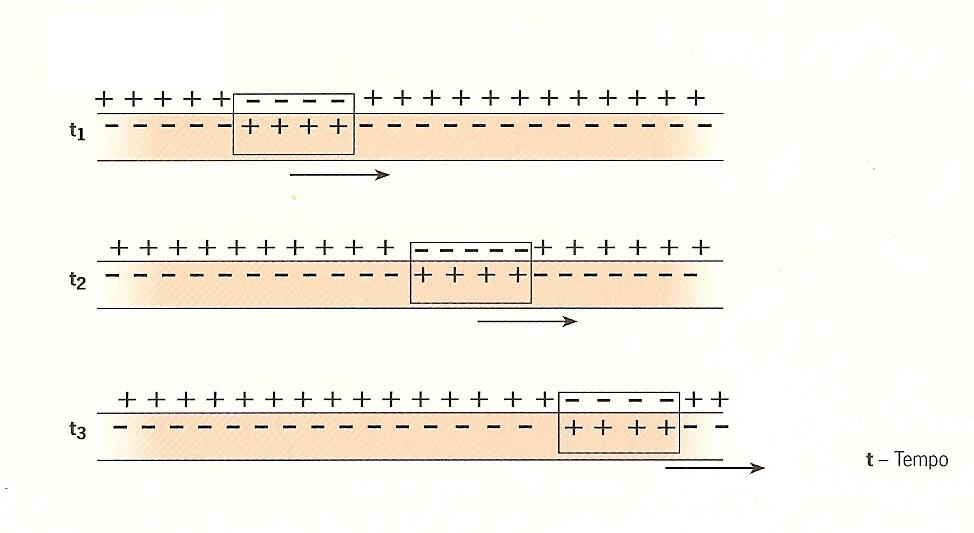 + + + + + - - - - + + + + + + + + + + + +
t1 - - - - - + + + + - - - - - - - - - - - - -
+ + + + + + + + + + - - - - - + + + + + +
t2 - - - - - - - - - - - + + + + - - - - - - -
+ + + + + + + + + + + + + + + - - - - + +
t3 - - - - - - - - - - - - - - - + + + + - -
t – Tempo